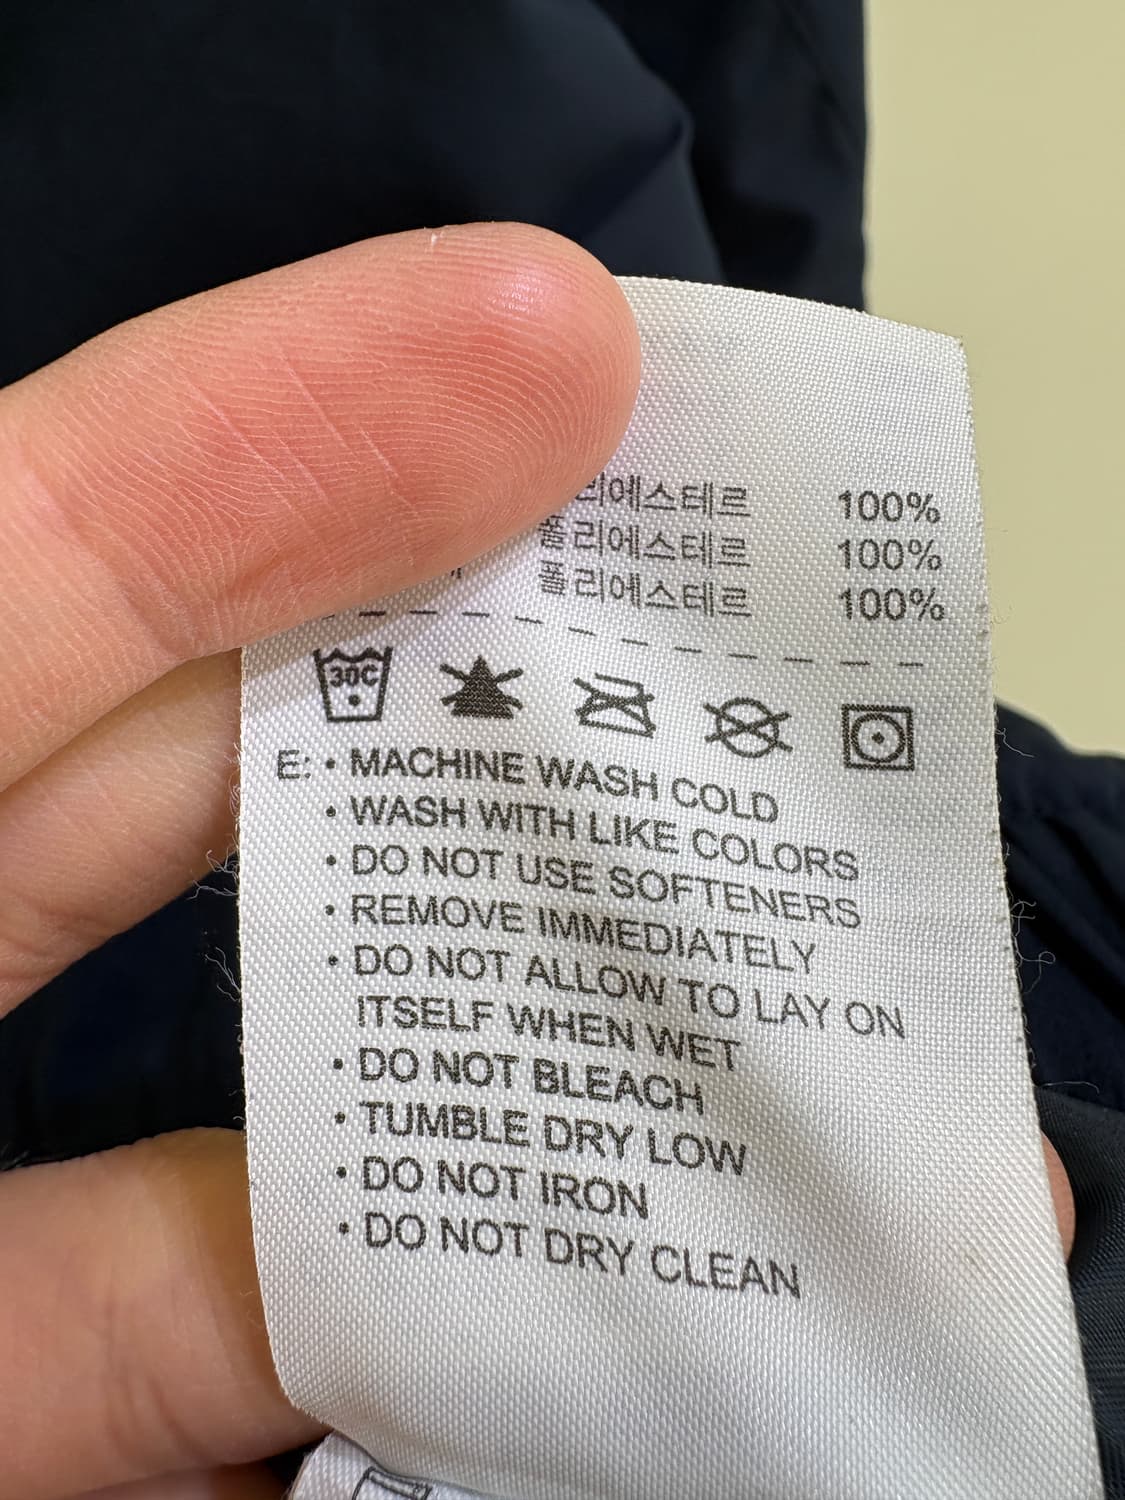 리에스테르 100%
폴리에스테르 100%
폴리에스테르 100%
30C
E: • MACHINE WASH COLD
• WASH WITH LIKE COLORS
• DO NOT USE SOFTENERS
• REMOVE IMMEDIATELY
• DO NOT ALLOW TO LAY ON
ITSELF WHEN WET
• DO NOT BLEACH
• TUMBLE DRY LOW
• DO NOT IRON
• DO NOT DRY CLEAN